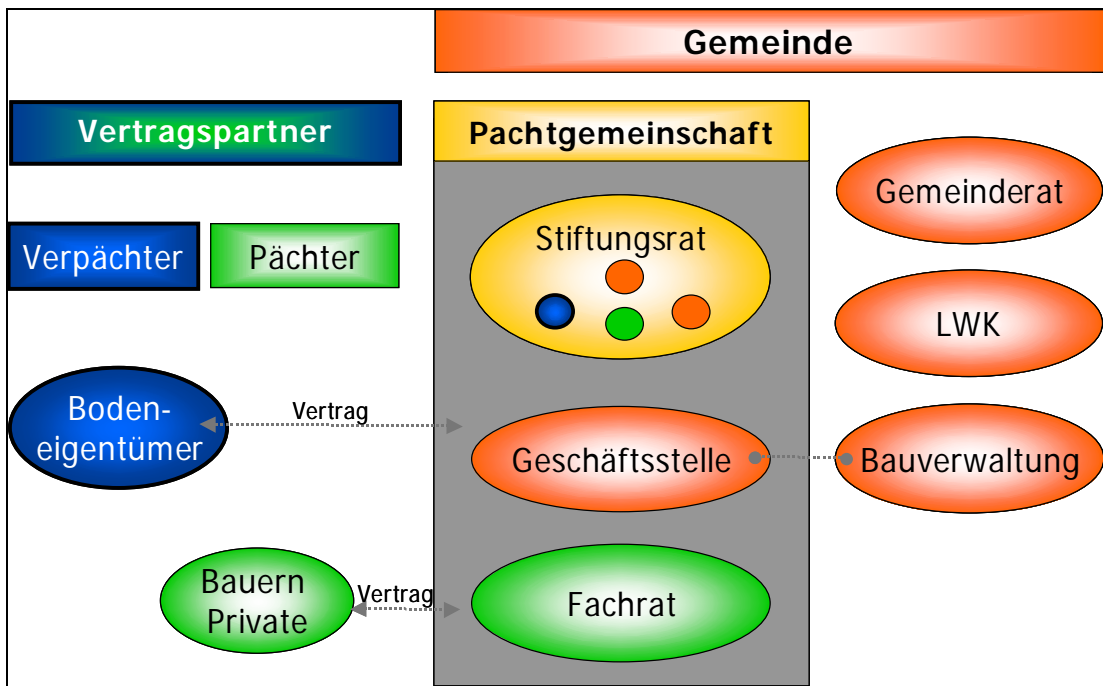 Gemeinde
Vertragspartner
Pachtgemeinschaft
Verpächter
Pächter
Stiftungsrat
Gemeinderat
LWK
Boden-
eigentümer
Vertrag
Geschäftsstelle
Bauverwaltung
Bauern
Private
Vertrag
Fachrat